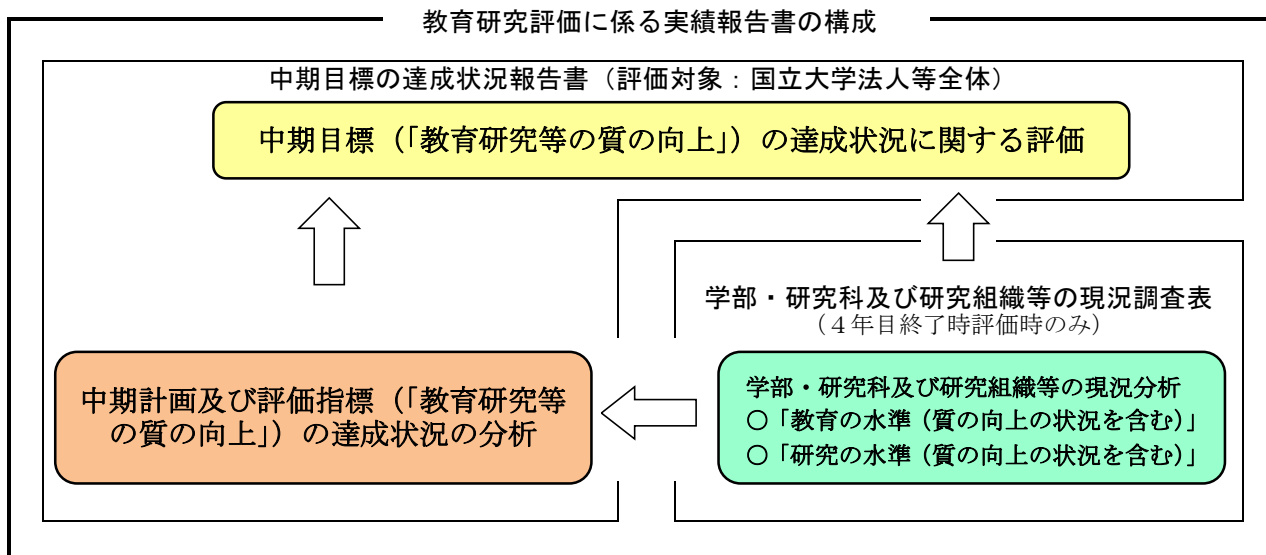 教育研究評価に係る実績報告書の構成
中期目標の達成状況報告書（評価対象：国立大学法人等全体）
中期目標（「教育研究等の質の向上」）の達成状況に関する評価
学部・研究科及び研究組織等の現況調査表
（４年目終了時評価時のみ）
中期計画及び評価指標（「教育研究等
の質の向上」）の達成状況の分析
学部・研究科及び研究組織等の現況分析
○「教育の水準（質の向上の状況を含む）」
○「研究の水準（質の向上の状況を含む）」